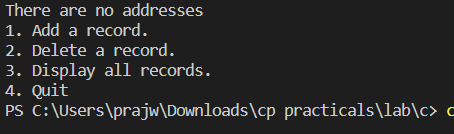 There are no addresses
1. Add a record.
2. Delete a record.
3. Display all records.
4. Quit
PS C:\Users\prajw\Downloads\cp practicals\lab\c> c